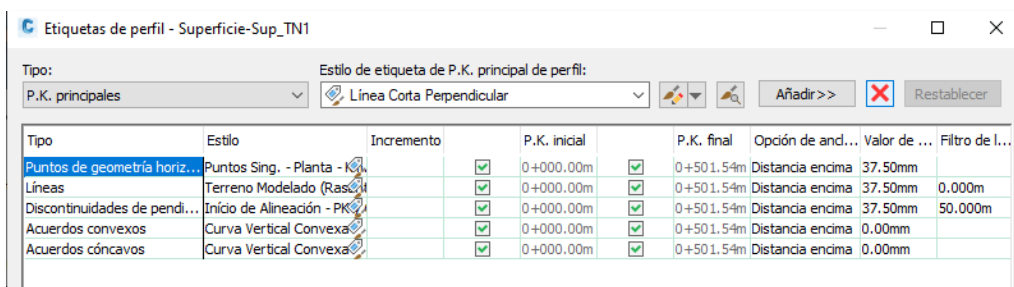 Etiquetas de perfil - Superficie-Sup_TN1
Tipo: Estilo de etiqueta de P.K. principal de perfil:
P.K. principales Línea Corta Perpendicular Añadir>> Restablecer
Tipo Estilo Incremento P.K. inicial P.K. final Opción de ancl... Valor de ... Filtro de l...
Puntos de geometría horiz... Puntos Sing. - Planta - 0+000.00m 0+501.54m Distancia encima 37.50mm
Líneas Terreno Modelado 0+000.00m 0+501.54m Distancia encima 37.50mm 0.000m
Discontinuidades de pendi... Início de Alineación - PK 0+000.00m 0+501.54m Distancia encima 37.50mm 50.000m
Acuerdos convexos Curva Vertical Convexa 0+000.00m 0+501.54m Distancia encima 0.00mm
Acuerdos cóncavos Curva Vertical Convexa 0+000.00m 0+501.54m Distancia encima 0.00mm